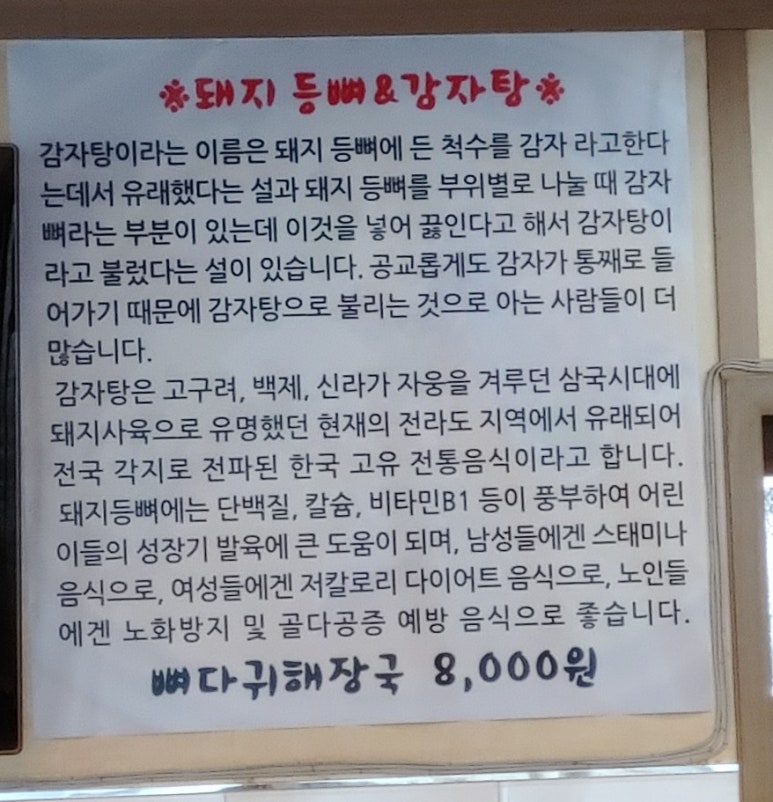 ※돼지 등뼈&감자탕※
감자탕이라는 이름은 돼지 등뼈에 든 척수를 감자 라고한다
는데서 유래했다는 설과 돼지 등뼈를 부위별로 나눌 때 감자
뼈라는 부분이 있는데 이것을 넣어 끓인다고 해서 감자탕이
라고 불렀다는 설이 있습니다. 공교롭게도 감자가 통째로 들
어가기 때문에 감자탕으로 불리는 것으로 아는 사람들이 더
많습니다.
감자탕은 고구려, 백제, 신라가 자웅을 겨루던 삼국시대에
돼지사육으로 유명했던 현재의 전라도 지역에서 유래되어
전국 각지로 전파된 한국 고유 전통음식이라고 합니다.
돼지등뼈에는 단백질, 칼슘, 비타민B1 등이 풍부하여 어린
이들의 성장기 발육에 큰 도움이 되며, 남성들에겐 스태미나
음식으로, 여성들에겐 저칼로리 다이어트 음식으로, 노인들
에겐 노화방지 및 골다공증 예방 음식으로 좋습니다.
뼈다귀해장국 8,000원